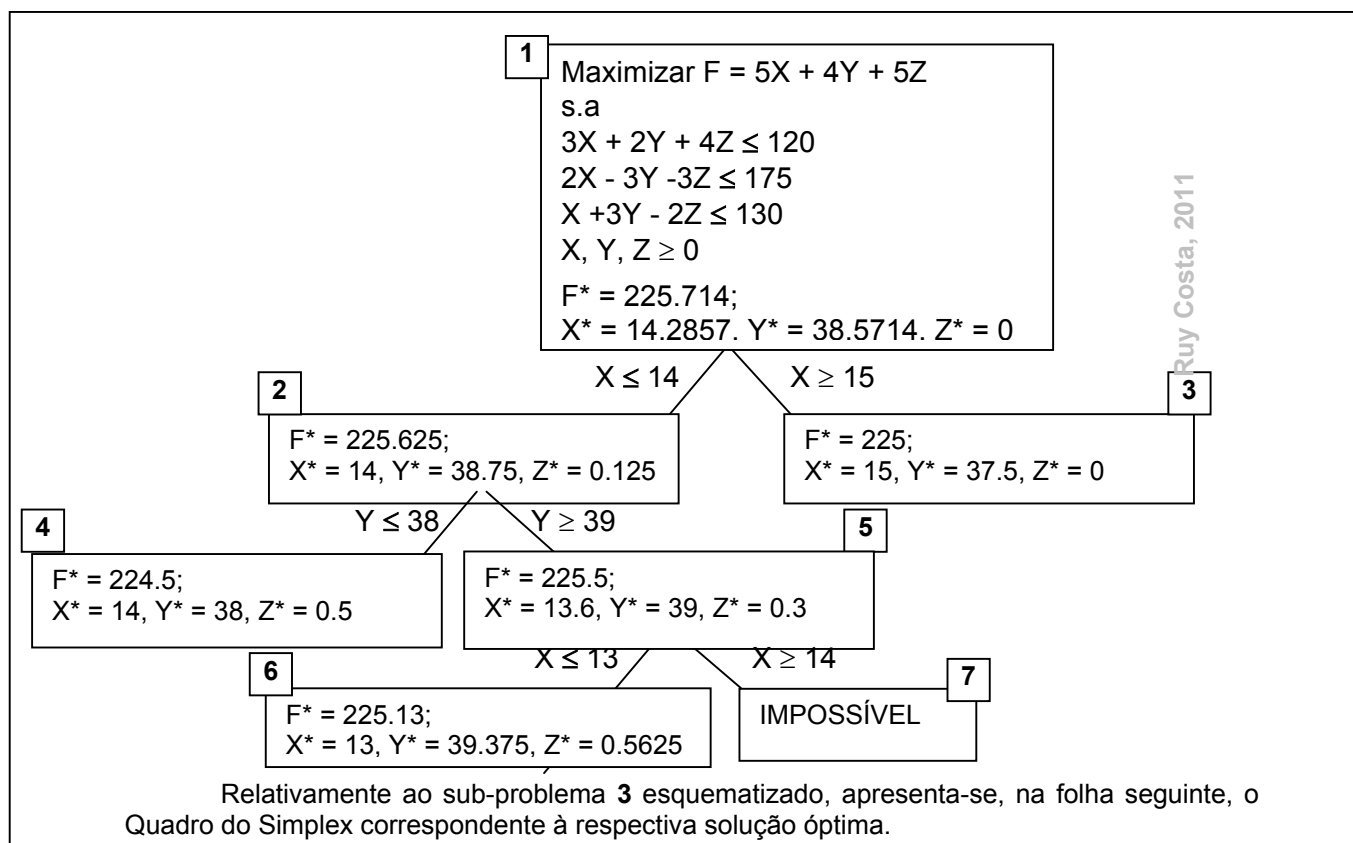 1
Maximizar F = 5X + 4Y + 5Z
s.a
3X + 2Y + 4Z ≤ 120
2X - 3Y -3Z ≤ 175
X +3Y - 2Z ≤ 130
X, Y, Z ≥ 0
F* = 225.714;
X* = 14.2857. Y* = 38.5714. Z* = 0
Ruy Costa, 2011
X ≤ 14
X ≥ 15
2
F* = 225.625;
X* = 14, Y* = 38.75, Z* = 0.125
3
F* = 225;
X* = 15, Y* = 37.5, Z* = 0
Y ≤ 38
Y ≥ 39
4
F* = 224.5;
X* = 14, Y* = 38, Z* = 0.5
5
F* = 225.5;
X* = 13.6, Y* = 39, Z* = 0.3
X ≤ 13
X ≥ 14
6
F* = 225.13;
X* = 13, Y* = 39.375, Z* = 0.5625
7
IMPOSSÍVEL
Relativamente ao sub-problema 3 esquematizado, apresenta-se, na folha seguinte, o
Quadro do Simplex correspondente à respectiva solução óptima.